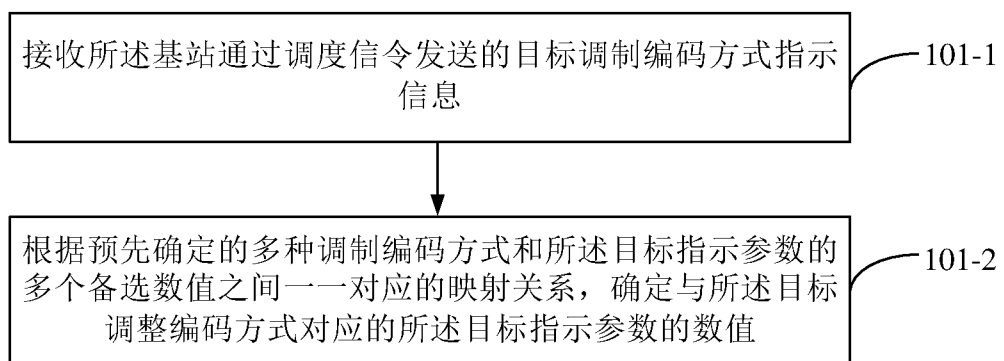 接收所述基站通过调度信令发送的目标调制编码方式指示
信息
101-1
根据预先确定的多种调制编码方式和所述目标指示参数的
多个备选数值之间一一对应的映射关系，确定与所述目标
调整编码方式对应的所述目标指示参数的数值
101-2